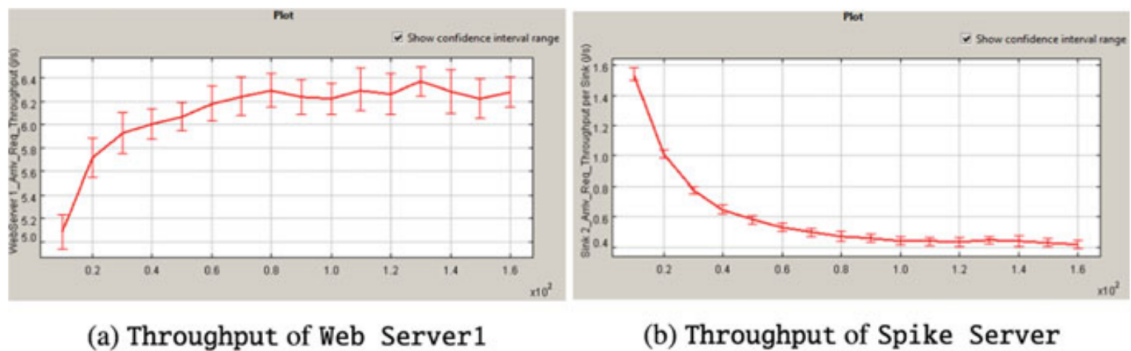 Plot
Show confidence interval range
WebServer1_Arriv_Req_Throughput (j/s)
6.4
6.2
6.0
5.8
5.6
5.4
5.2
5.0
0.2 0.4 0.6 0.8 1.0 1.2 1.4 1.6
x10²
(a) Throughput of Web Server1
Plot
Show confidence interval range
Sink 2_Arriv_Req_Throughput per Sink (j/s)
1.6
1.4
1.2
1.0
0.8
0.6
0.4
0.2 0.4 0.6 0.8 1.0 1.2 1.4 1.6
x10²
(b) Throughput of Spike Server